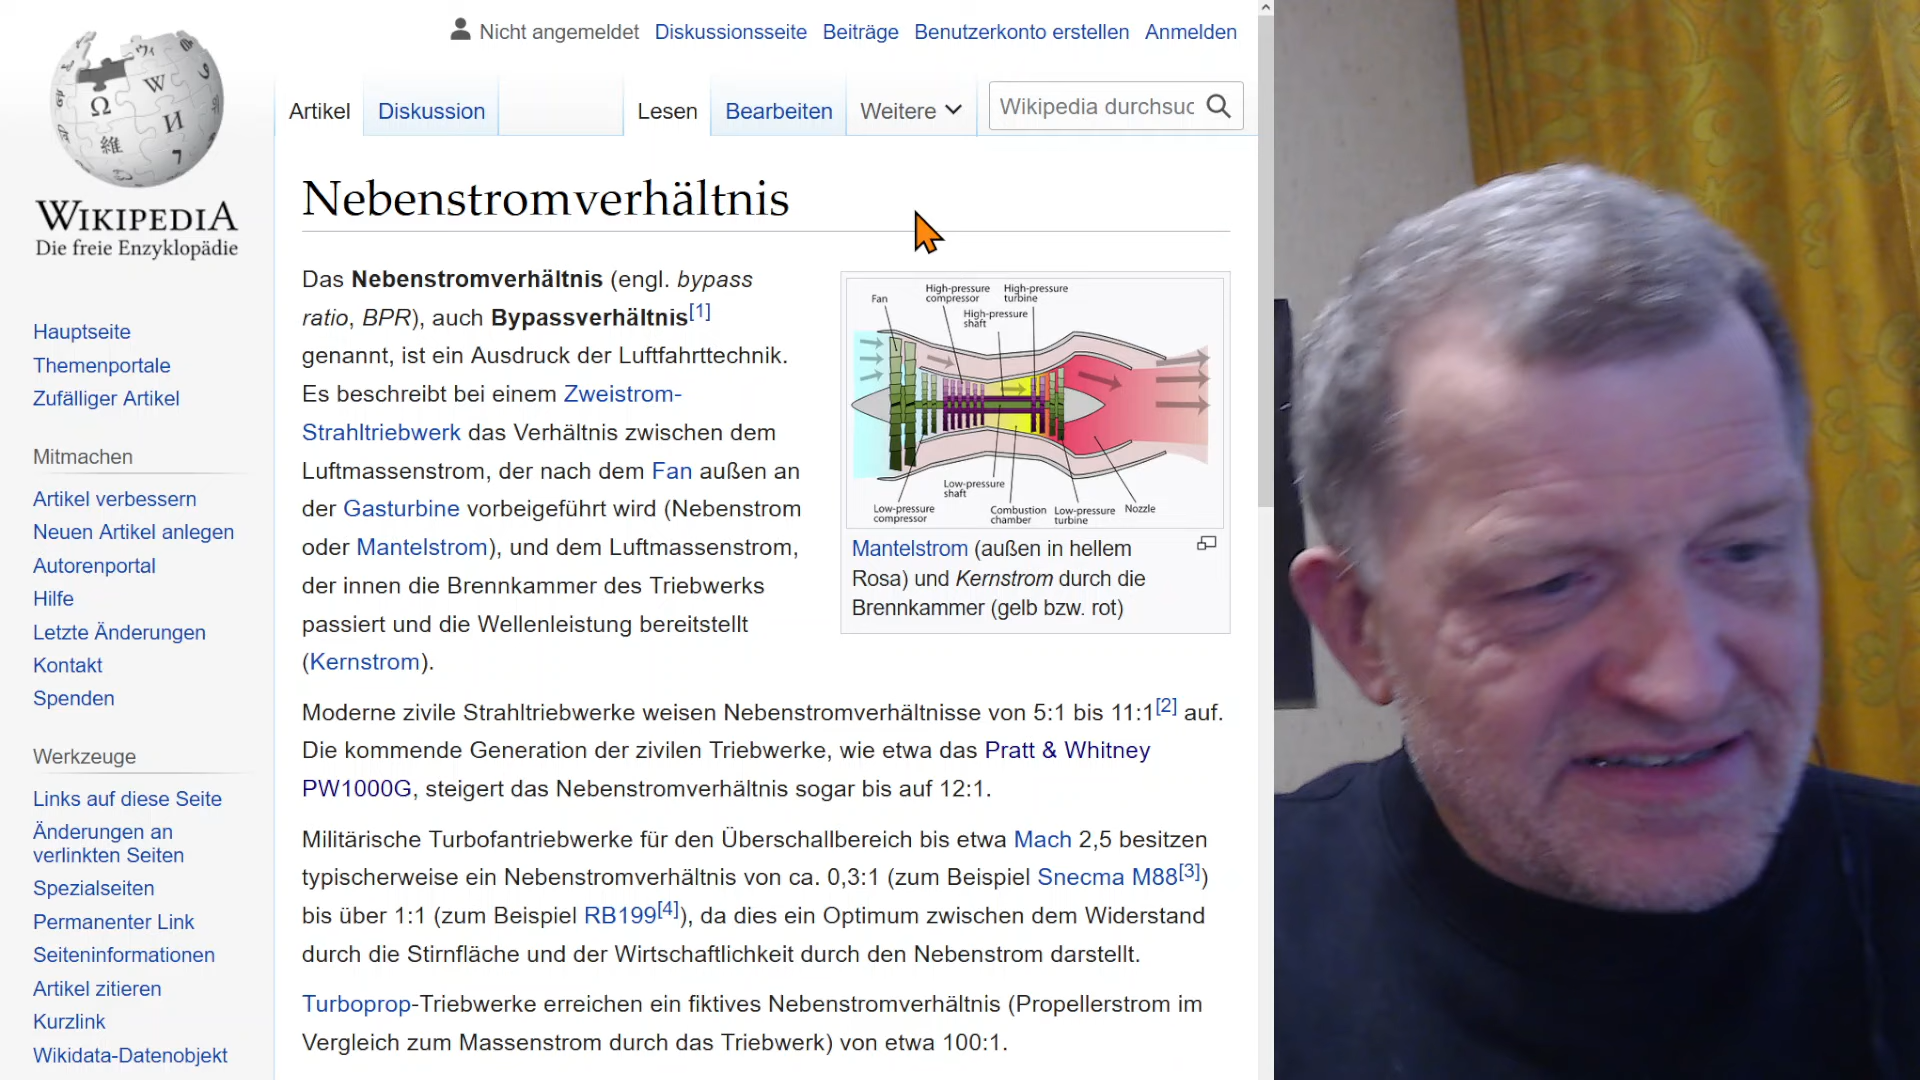 Nicht angemeldet Diskussionsseite Beiträge Benutzerkonto erstellen Anmelden
Artikel Diskussion Lesen Bearbeiten Weitere Wikipedia durchsuc
WIKIPEDIA
Die freie Enzyklopädie
Hauptseite
Themenportale
Zufälliger Artikel
Mitmachen
Artikel verbessern
Neuen Artikel anlegen
Autorenportal
Hilfe
Letzte Änderungen
Kontakt
Spenden
Werkzeuge
Links auf diese Seite
Änderungen an
verlinkten Seiten
Spezialseiten
Permanenter Link
Seiteninformationen
Artikel zitieren
Kurzlink
Wikidata-Datenobjekt
Nebenstromverhältnis
Das Nebenstromverhältnis (engl. bypass
ratio, BPR), auch Bypassverhältnis[1]
genannt, ist ein Ausdruck der Luftfahrttechnik.
Es beschreibt bei einem Zweistrom-
Strahltriebwerk das Verhältnis zwischen dem
Luftmassenstrom, der nach dem Fan außen an
der Gasturbine vorbeigeführt wird (Nebenstrom
oder Mantelstrom), und dem Luftmassenstrom,
der innen die Brennkammer des Triebwerks
passiert und die Wellenleistung bereitstellt
(Kernstrom).
Fan
High-pressure
compressor
High-pressure
turbine
High-pressure
shaft
Low-pressure
shaft
Low-pressure
compressor
Combustion
chamber
Low-pressure
turbine
Nozzle
Mantelstrom (außen in hellem
Rosa) und Kernstrom durch die
Brennkammer (gelb bzw. rot)
Moderne zivile Strahltriebwerke weisen Nebenstromverhältnisse von 5:1 bis 11:1[2] auf.
Die kommende Generation der zivilen Triebwerke, wie etwa das Pratt & Whitney
PW1000G, steigert das Nebenstromverhältnis sogar bis auf 12:1.
Militärische Turbofantriebwerke für den Überschallbereich bis etwa Mach 2,5 besitzen
typischerweise ein Nebenstromverhältnis von ca. 0,3:1 (zum Beispiel Snecma M88[3])
bis über 1:1 (zum Beispiel RB199[4]), da dies ein Optimum zwischen dem Widerstand
durch die Stirnfläche und der Wirtschaftlichkeit durch den Nebenstrom darstellt.
Turboprop-Triebwerke erreichen ein fiktives Nebenstromverhältnis (Propellerstrom im
Vergleich zum Massenstrom durch das Triebwerk) von etwa 100:1.